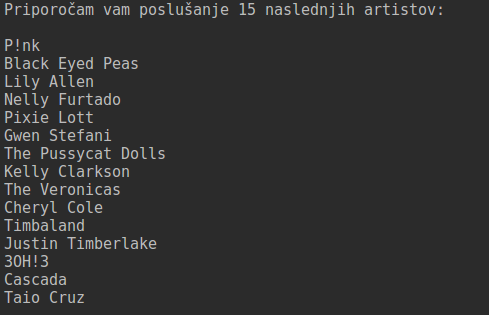 Priporočam vam poslušanje 15 naslednjih artistov:
P!nk
Black Eyed Peas
Lily Allen
Nelly Furtado
Pixie Lott
Gwen Stefani
The Pussycat Dolls
Kelly Clarkson
The Veronicas
Cheryl Cole
Timbaland
Justin Timberlake
3OH!3
Cascada
Taio Cruz